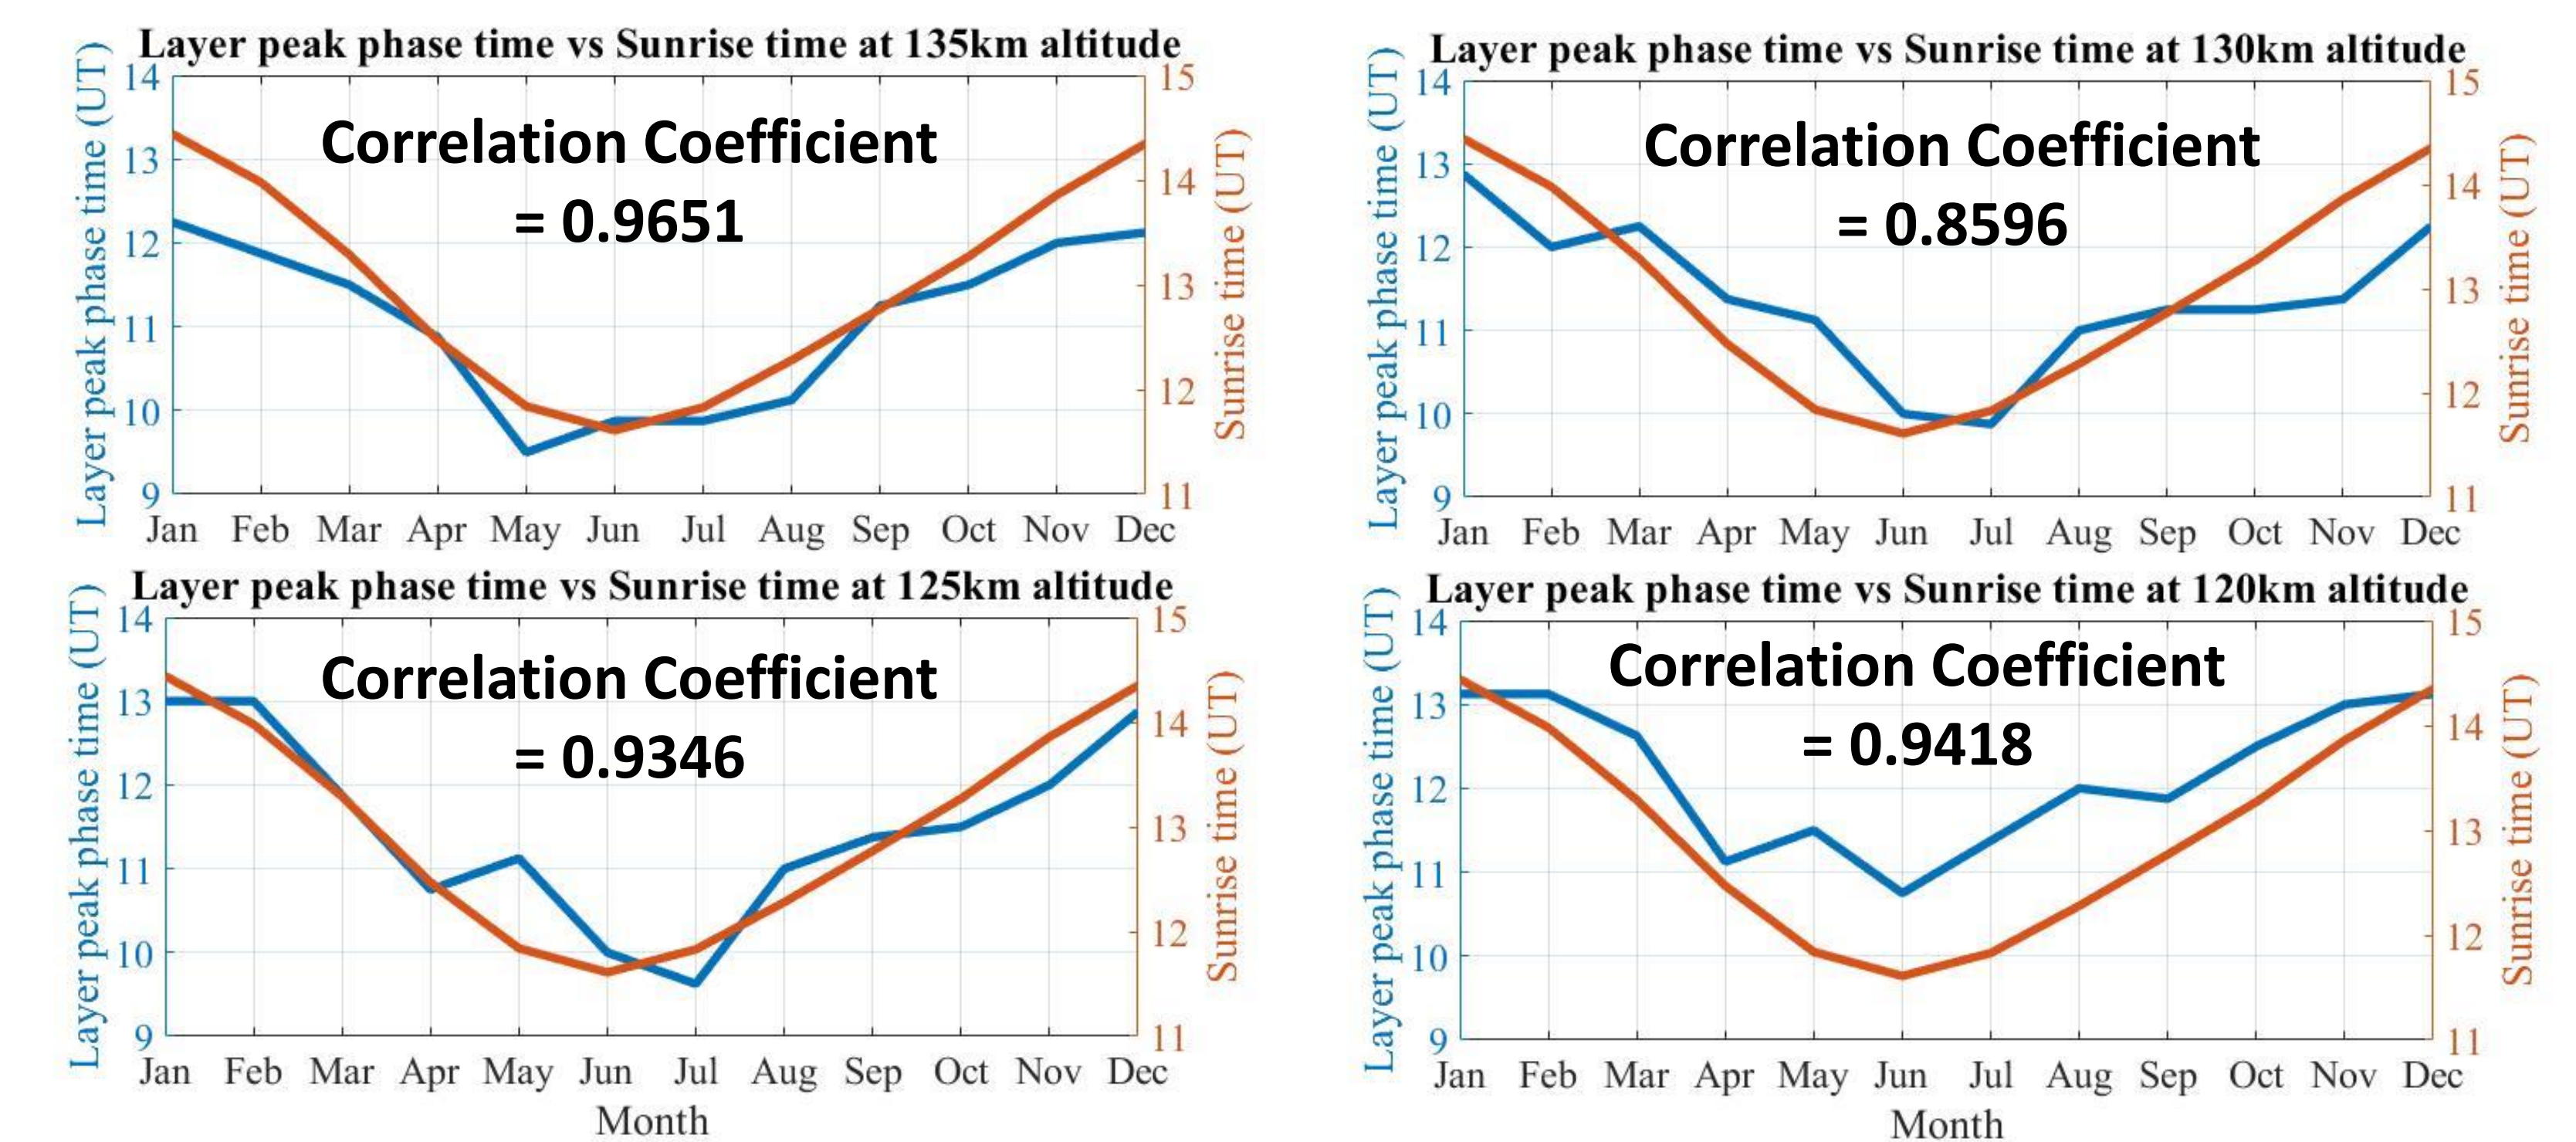 Layer peak phase time vs Sunrise time at 135km altitude
Layer peak phase time (UT)
14
13
12
11
10
9
Correlation Coefficient
= 0.9651
15
14
13
12
11
Sunrise time (UT)
Jan Feb Mar Apr May Jun Jul Aug Sep Oct Nov Dec
Layer peak phase time vs Sunrise time at 130km altitude
Layer peak phase time (UT)
14
13
12
11
10
9
Correlation Coefficient
= 0.8596
15
14
13
12
11
Sunrise time (UT)
Jan Feb Mar Apr May Jun Jul Aug Sep Oct Nov Dec
Layer peak phase time vs Sunrise time at 125km altitude
Layer peak phase time (UT)
14
13
12
11
10
9
Correlation Coefficient
= 0.9346
15
14
13
12
11
Sunrise time (UT)
Jan Feb Mar Apr May Jun Jul Aug Sep Oct Nov Dec
Month
Layer peak phase time vs Sunrise time at 120km altitude
Layer peak phase time (UT)
14
13
12
11
10
9
Correlation Coefficient
= 0.9418
15
14
13
12
11
Sunrise time (UT)
Jan Feb Mar Apr May Jun Jul Aug Sep Oct Nov Dec
Month